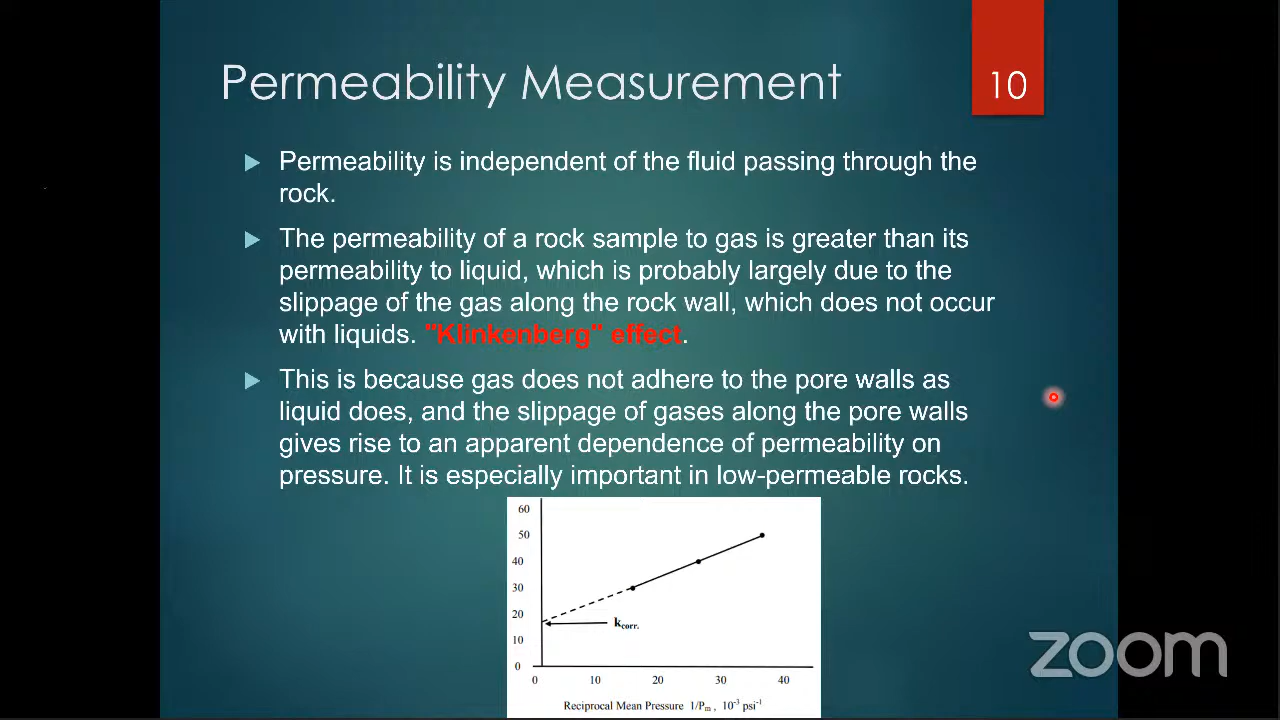 Permeability Measurement
10
Permeability is independent of the fluid passing through the
rock.
The permeability of a rock sample to gas is greater than its
permeability to liquid, which is probably largely due to the
slippage of the gas along the rock wall, which does not occur
with liquids. "Klinkenberg" effect.
This is because gas does not adhere to the pore walls as
liquid does, and the slippage of gases along the pore walls
gives rise to an apparent dependence of permeability on
pressure. It is especially important in low-permeable rocks.
60
50
40
30
20
10
0
k_corr.
0 10 20 30 40
Reciprocal Mean Pressure 1/Pₘ , 10⁻³ psi⁻¹
zoom